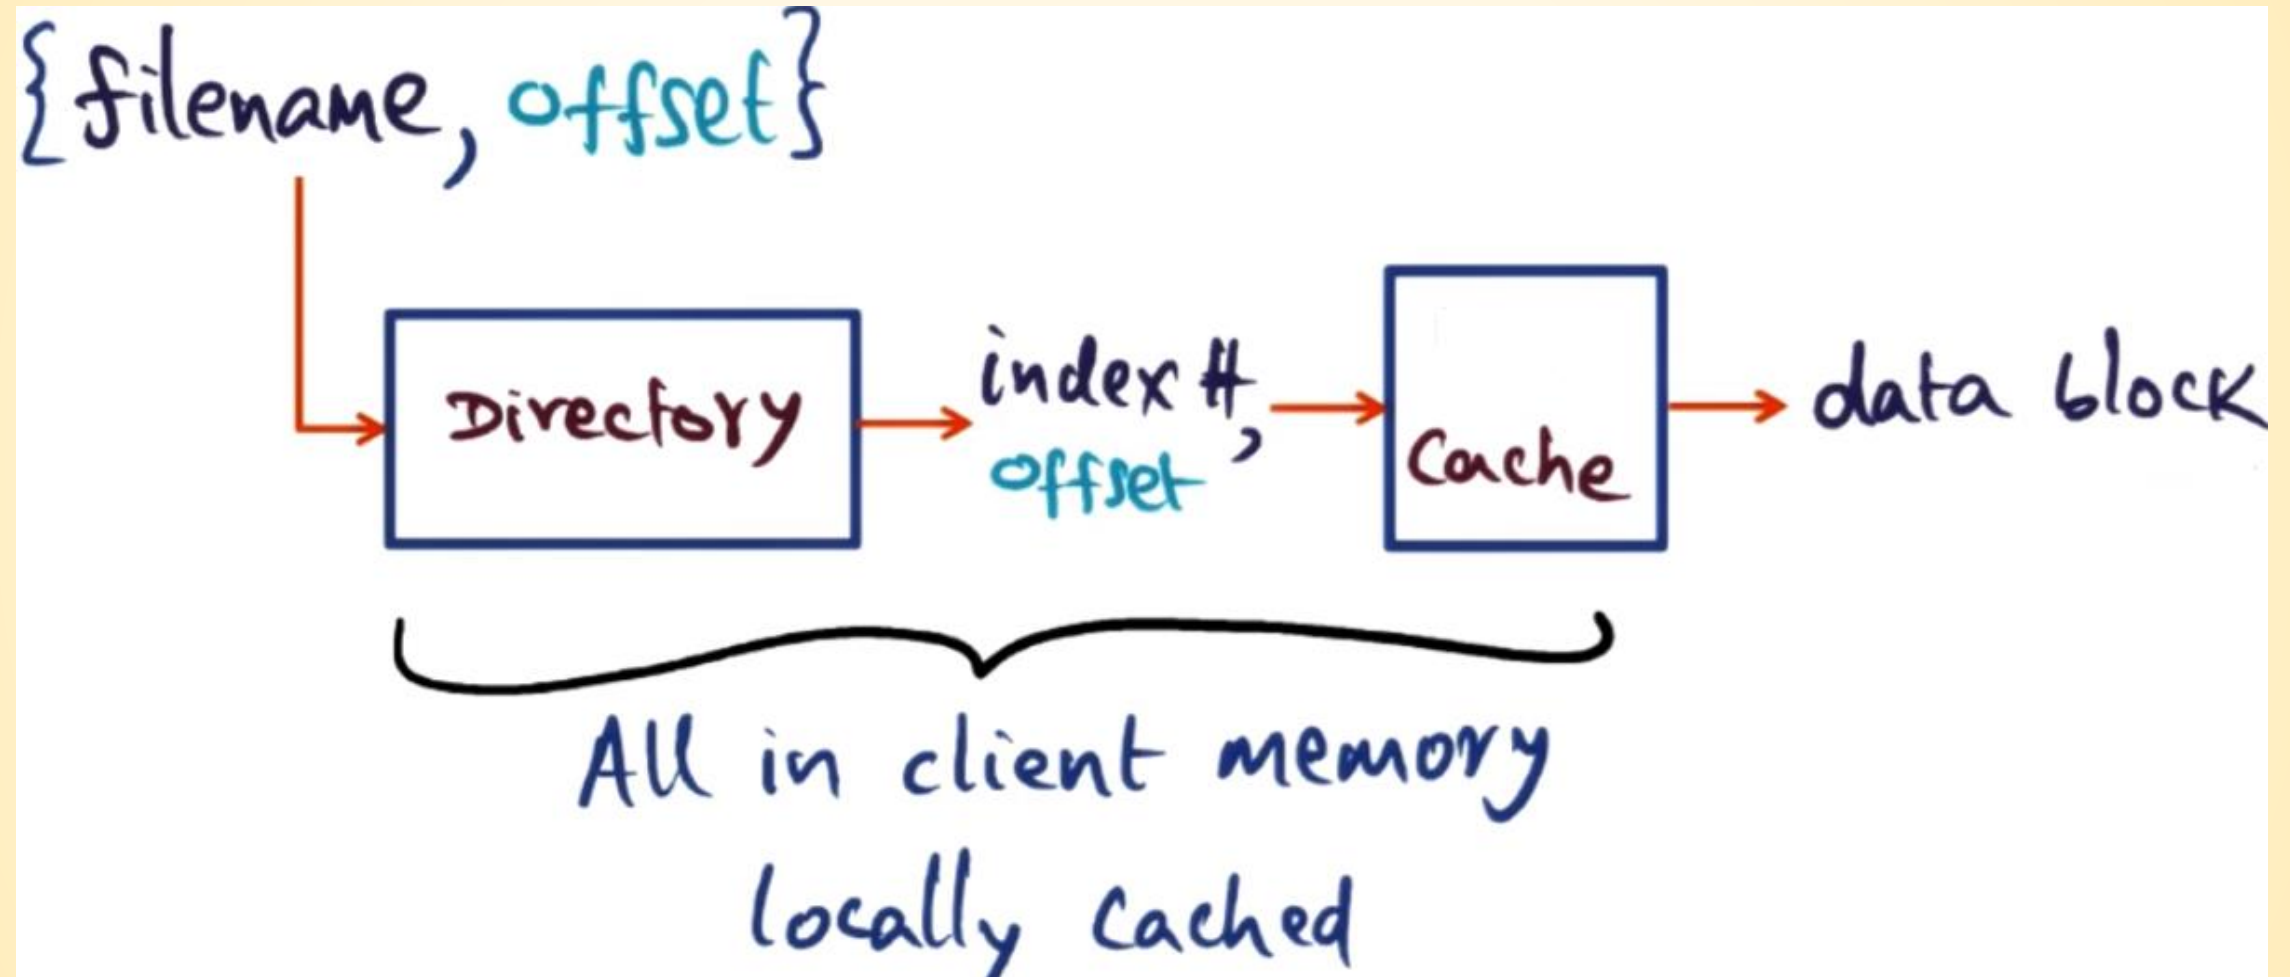 {filename, offset}
Directory
index #,
offset
Cache
data block
All in client memory
locally cached